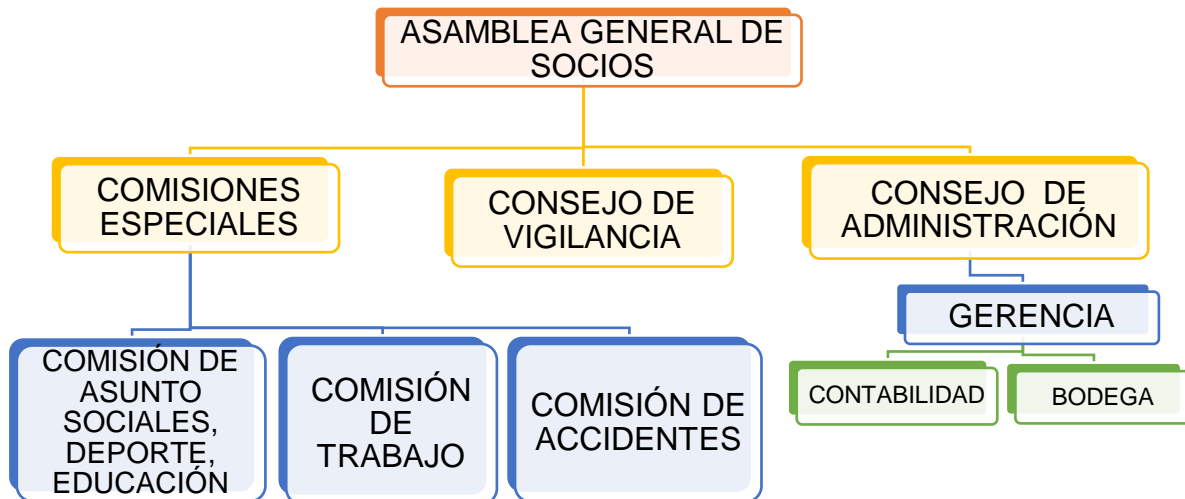 ASAMBLEA GENERAL DE
SOCIOS
COMISIONES
ESPECIALES
CONSEJO DE
VIGILANCIA
CONSEJO DE
ADMINISTRACIÓN
GERENCIA
COMISIÓN DE
ASUNTO
SOCIALES,
DEPORTE,
EDUCACIÓN
COMISIÓN
DE
TRABAJO
COMISIÓN DE
ACCIDENTES
CONTABILIDAD
BODEGA